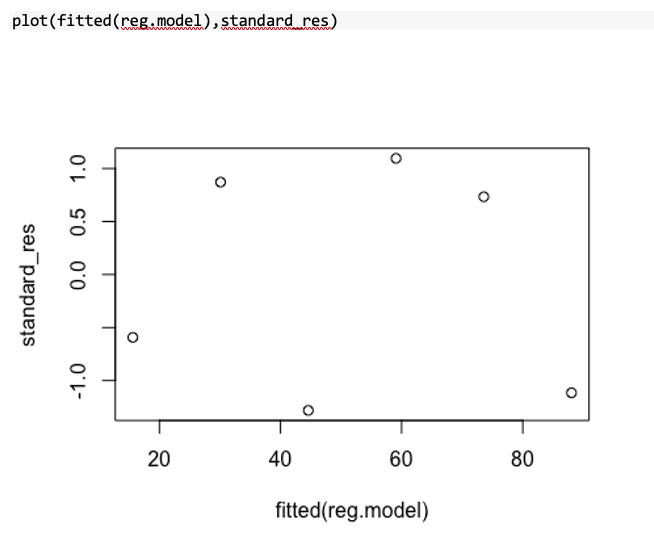 plot(fitted(reg.model),standard_res)
1.0
0.5
0.0
-1.0
standard_res
20 40 60 80
fitted(reg.model)